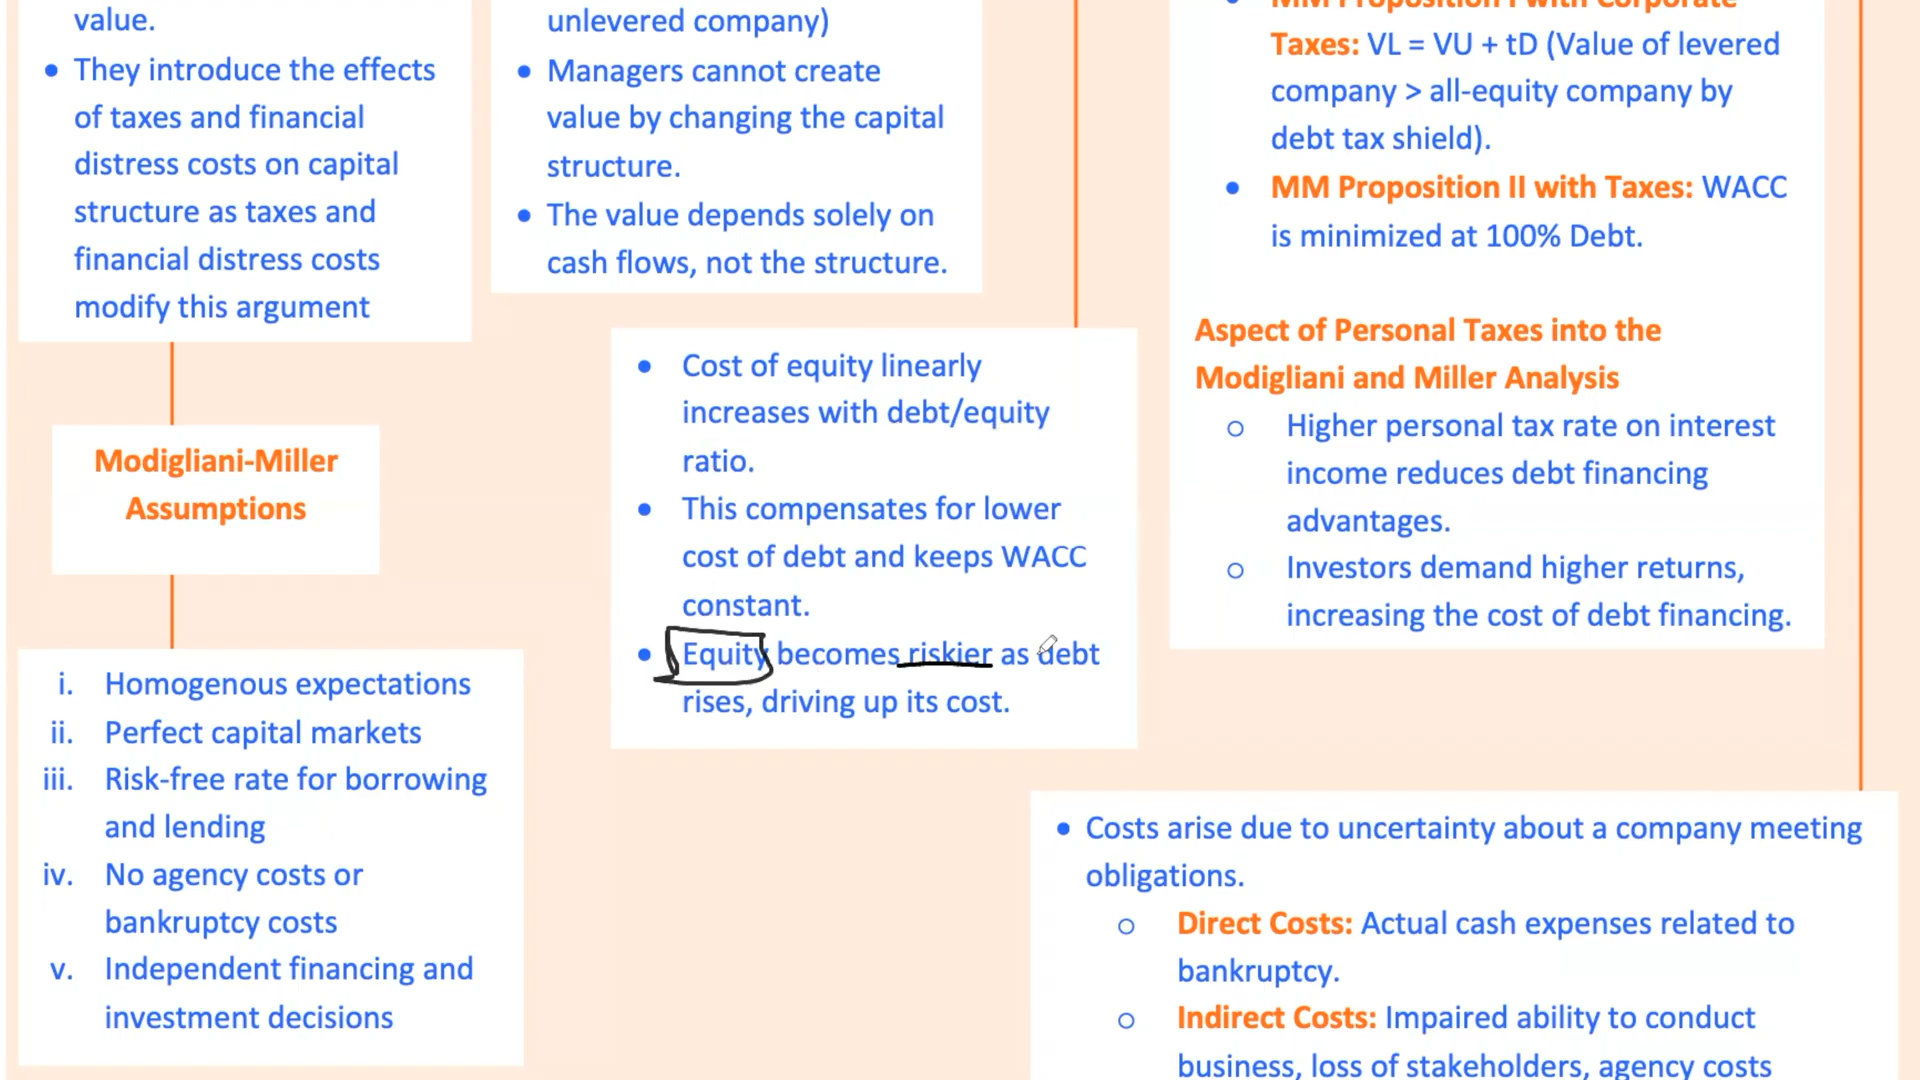 value.
• They introduce the effects
of taxes and financial
distress costs on capital
structure as taxes and
financial distress costs
modify this argument
Modigliani-Miller
Assumptions
i. Homogenous expectations
ii. Perfect capital markets
iii. Risk-free rate for borrowing
and lending
iv. No agency costs or
bankruptcy costs
v. Independent financing and
investment decisions
unlevered company)
• Managers cannot create
value by changing the capital
structure.
• The value depends solely on
cash flows, not the structure.
• Cost of equity linearly
increases with debt/equity
ratio.
• This compensates for lower
cost of debt and keeps WACC
constant.
• Equity becomes riskier as debt
rises, driving up its cost.
• MM Proposition I with Corporate
Taxes: VL = VU + tD (Value of levered
company > all-equity company by
debt tax shield).
• MM Proposition II with Taxes: WACC
is minimized at 100% Debt.
Aspect of Personal Taxes into the
Modigliani and Miller Analysis
o Higher personal tax rate on interest
income reduces debt financing
advantages.
o Investors demand higher returns,
increasing the cost of debt financing.
• Costs arise due to uncertainty about a company meeting
obligations.
o Direct Costs: Actual cash expenses related to
bankruptcy.
o Indirect Costs: Impaired ability to conduct
business, loss of stakeholders, agency costs